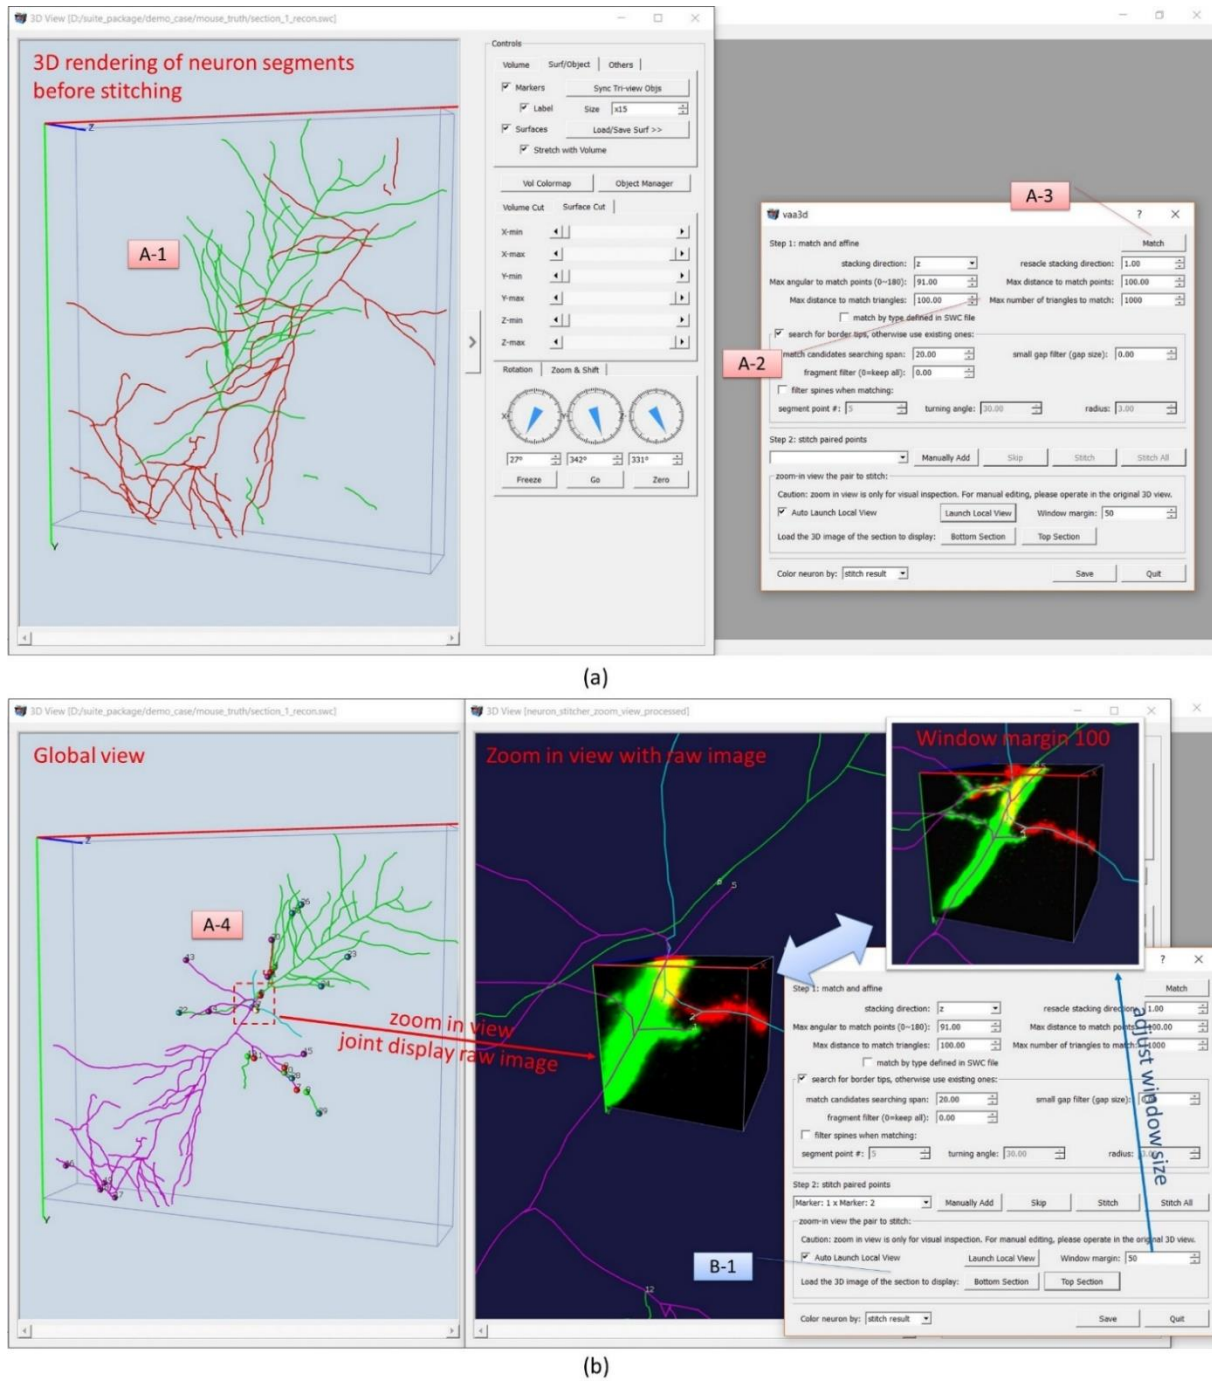 3D View [D:/suite_package/demo_case/mouse_truth/section_1_recon.swc]
3D rendering of neuron segments
before stitching
Z
Y
A-1
Controls
Volume Surf/Object Others
Markers Sync Tri-view Objs
Label Size x15
Surfaces Load/Save Surf >>
Stretch with Volume
Vol Colormap Object Manager
Volume Cut Surface Cut
X-min
X-max
Y-min
Y-max
Z-min
Z-max
Rotation Zoom & Shift
X Y Z
27º 342º 331º
Freeze Go Zero
A-3
vaa3d ?
Step 1: match and affine Match
stacking direction: z resacle stacking direction: 1.00
Max angular to match points (0~180): 91.00 Max distance to match points: 100.00
Max distance to match triangles: 100.00 Max number of triangles to match: 1000
match by type defined in SWC file
search for border tips, otherwise use existing ones:
A-2
match candidates searching span: 20.00 small gap filter (gap size): 0.00
fragment filter (0=keep all): 0.00
filter spines when matching:
segment point #: 5 turning angle: 30.00 radius: 3.00
Step 2: stitch paired points
Manually Add Skip Stitch Stitch All
zoom-in view the pair to stitch:
Caution: zoom in view is only for visual inspection. For manual editing, please operate in the original 3D view.
Auto Launch Local View Launch Local View Window margin: 50
Load the 3D image of the section to display: Bottom Section Top Section
Color neuron by: stitch result Save Quit
(a)
3D View [D:/suite_package/demo_case/mouse_truth/section_1_recon.swc]
Global view
Z
Y
A-4
3D View [neuron_stitcher_zoom_view_processed]
Zoom in view with raw image
Window margin 100
zoom in view
joint display raw image
adjust window size
5
2
1
12
?
Step 1: match and affine Match
stacking direction: z resacle stacking direction: 1.00
Max angular to match points (0~180): 91.00 Max distance to match points: 100.00
Max distance to match triangles: 100.00 Max number of triangles to match: 1000
match by type defined in SWC file
search for border tips, otherwise use existing ones:
match candidates searching span: 20.00 small gap filter (gap size):
fragment filter (0=keep all): 0.00
filter spines when matching:
segment point #: 5 turning angle: 30.00 radius:
Step 2: stitch paired points
Marker: 1 x Marker: 2 Manually Add Skip Stitch Stitch All
zoom-in view the pair to stitch:
Caution: zoom in view is only for visual inspection. For manual editing, please operate in the original 3D view.
B-1
Auto Launch Local View Launch Local View Window margin: 50
Load the 3D image of the section to display: Bottom Section Top Section
Color neuron by: stitch result Save Quit
(b)